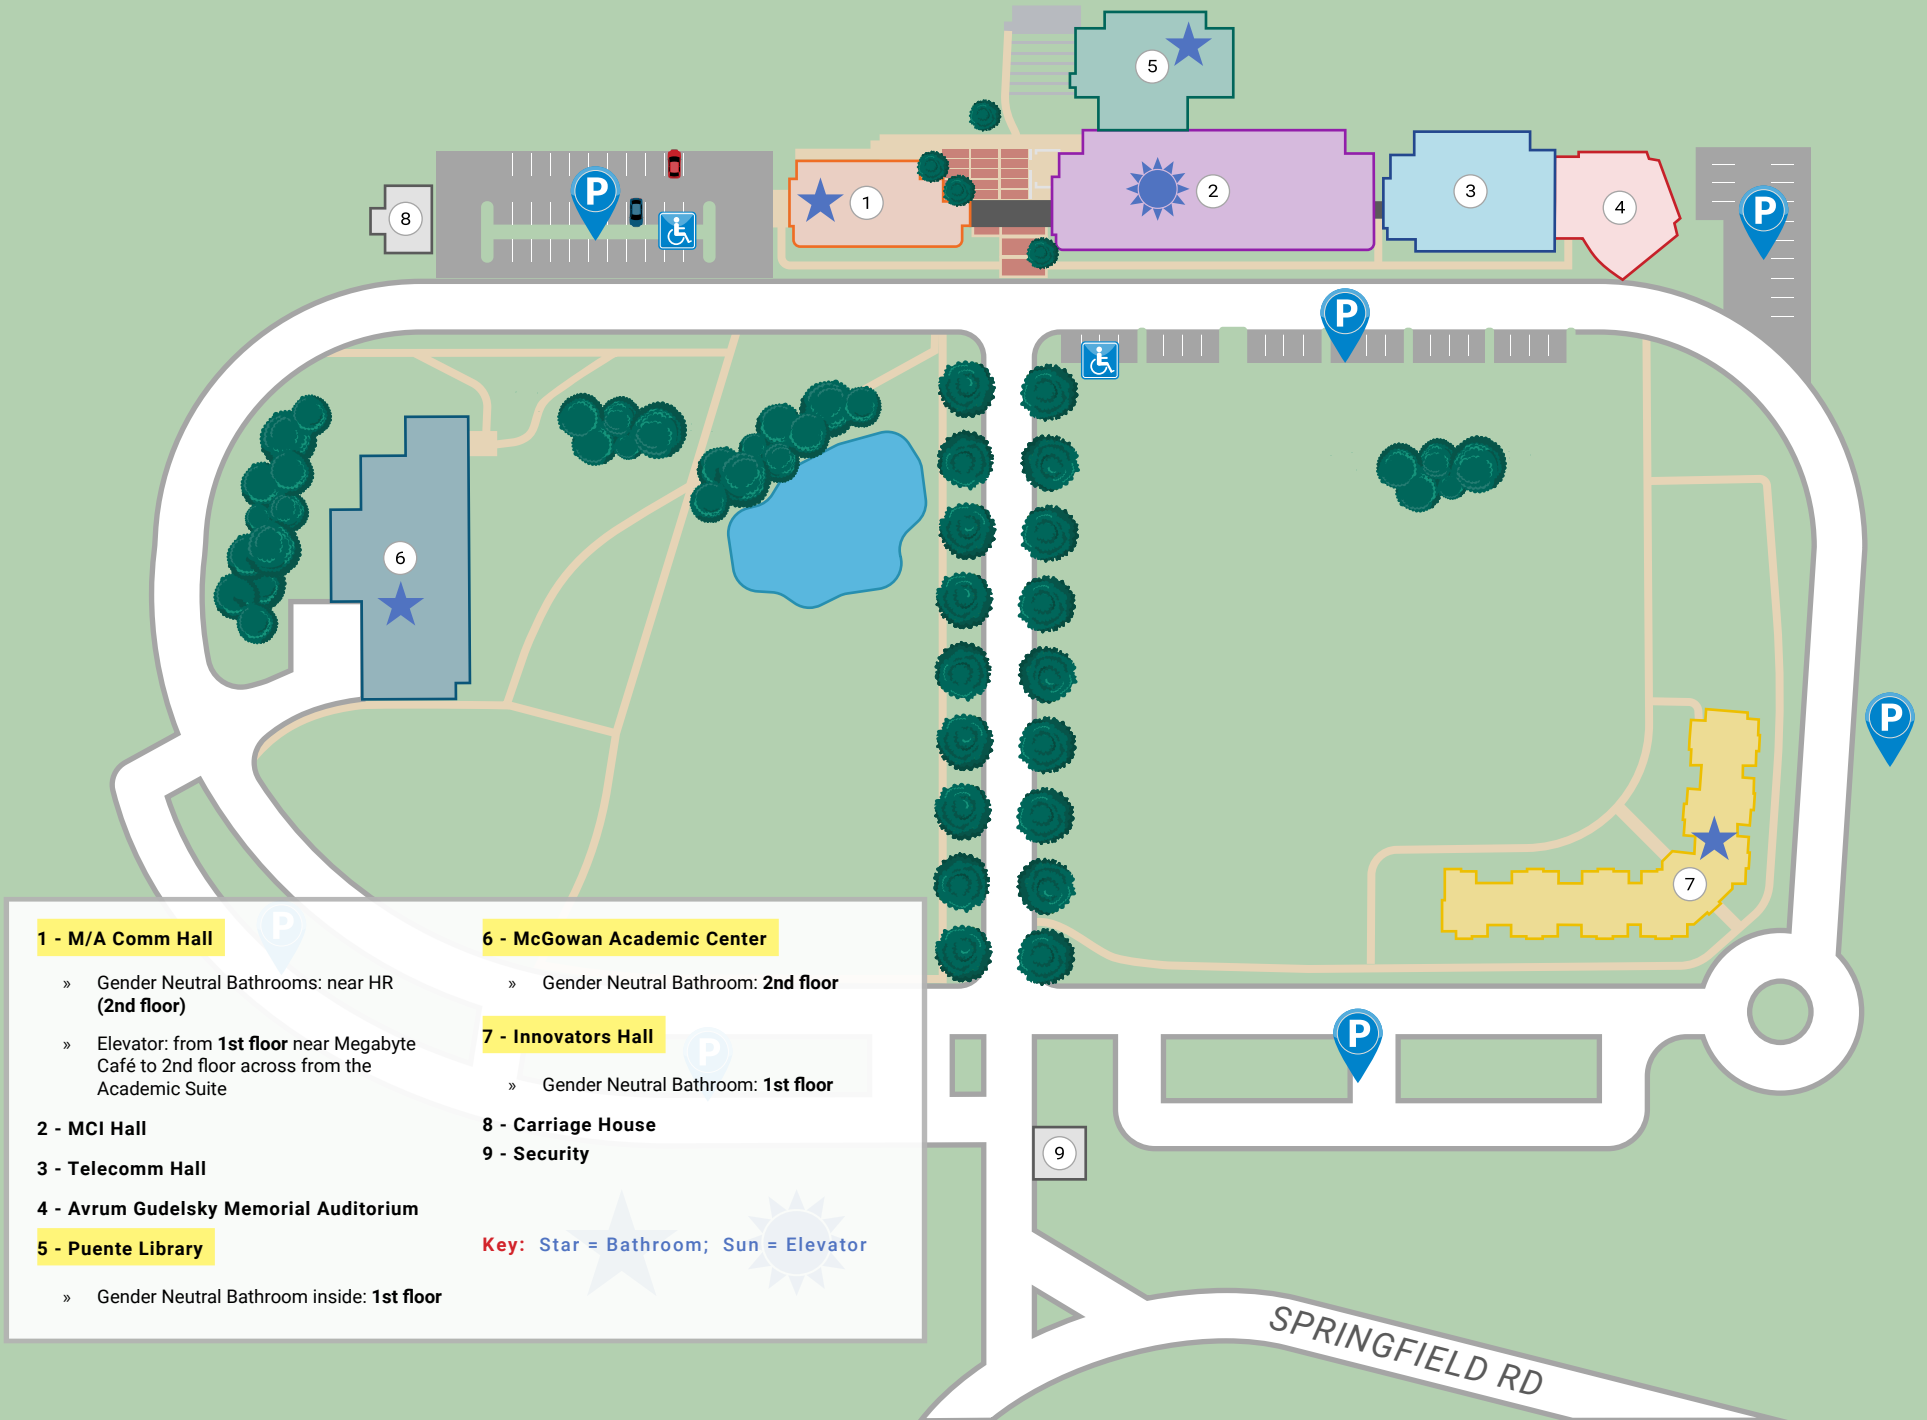 5
1
2
3
4
8
P
P
P
6
P
7
P
P
P
9
1 - M/A Comm Hall
» Gender Neutral Bathrooms: near HR
(2nd floor)
» Elevator: from 1st floor near Megabyte
Café to 2nd floor across from the
Academic Suite
2 - MCI Hall
3 - Telecomm Hall
4 - Avrum Gudelsky Memorial Auditorium
5 - Puente Library
» Gender Neutral Bathroom inside: 1st floor
6 - McGowan Academic Center
» Gender Neutral Bathroom: 2nd floor
7 - Innovators Hall
» Gender Neutral Bathroom: 1st floor
8 - Carriage House
9 - Security
Key: Star = Bathroom; Sun = Elevator
SPRINGFIELD RD